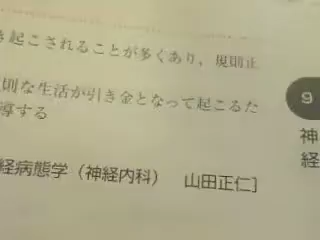 き起こされることが多くあり，規則正
則な生活が引き金となって起こるた
導する
経病態学（神経内科）　山田正仁］
9
神
経